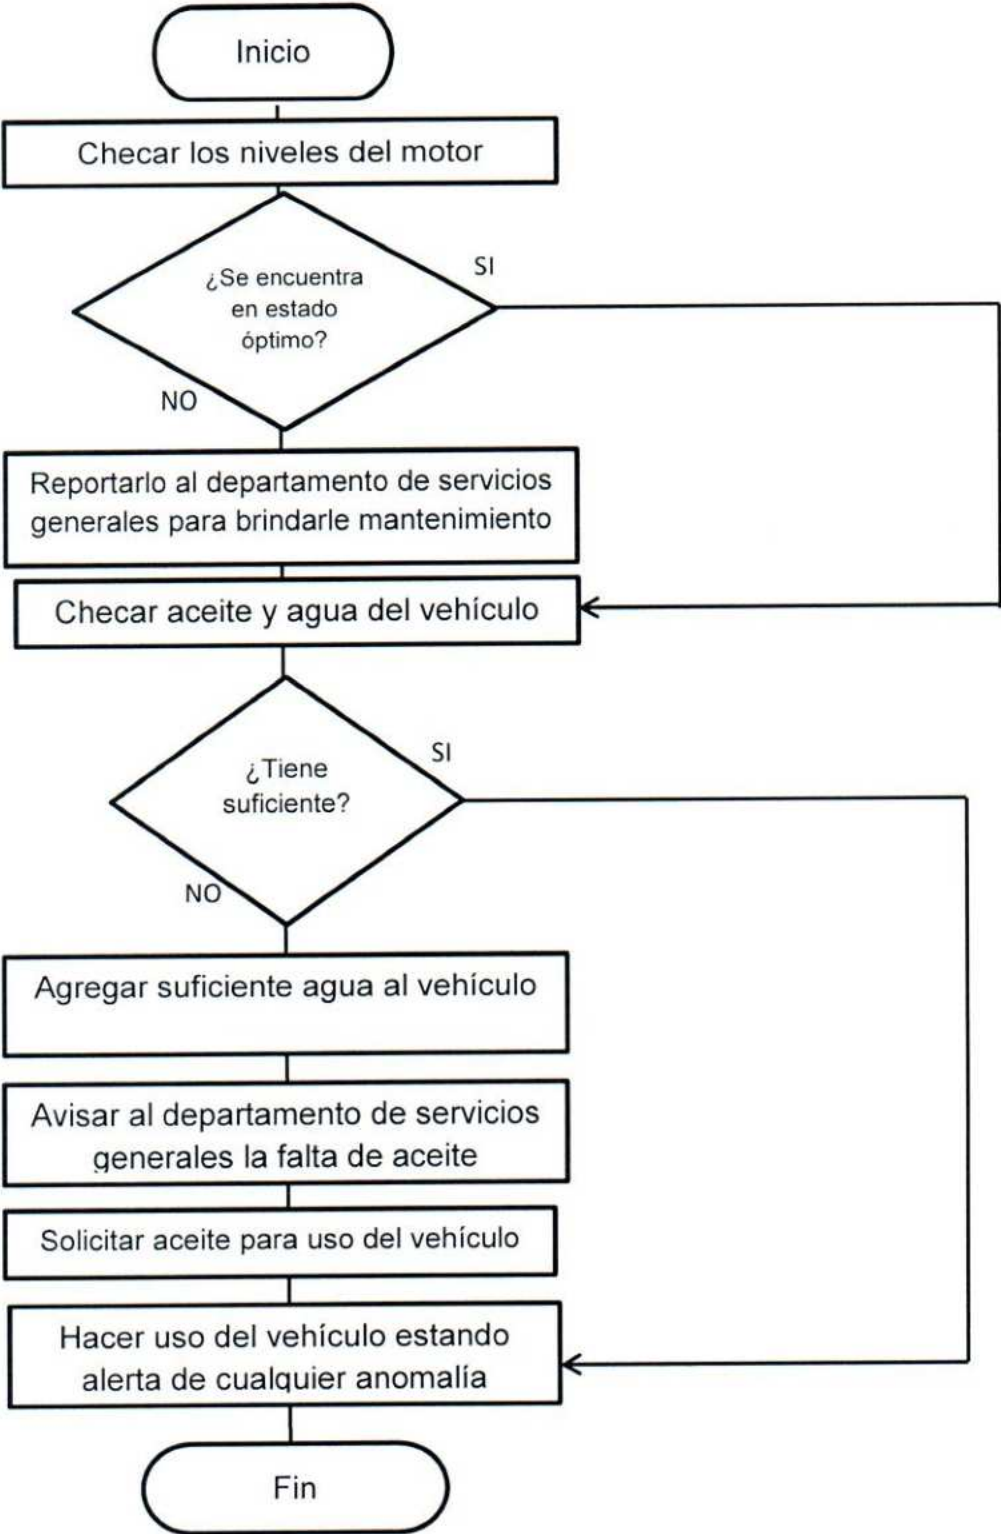 Inicio
Checar los niveles del motor
¿Se encuentra
en estado
óptimo?
SI
NO
Reportarlo al departamento de servicios
generales para brindarle mantenimiento
Checar aceite y agua del vehículo
¿Tiene
suficiente?
SI
NO
Agregar suficiente agua al vehículo
Avisar al departamento de servicios
generales la falta de aceite
Solicitar aceite para uso del vehículo
Hacer uso del vehículo estando
alerta de cualquier anomalía
Fin